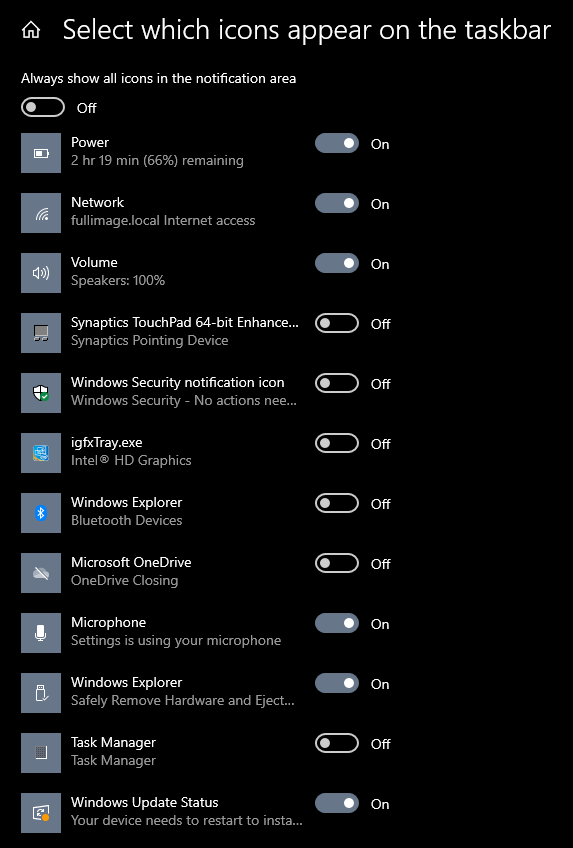 Select which icons appear on the taskbar
Always show all icons in the notification area
Off
Power
On
2 hr 19 min (66%) remaining
Network
On
fullimage.local Internet access
Volume
On
Speakers: 100%
Synaptics TouchPad 64-bit Enhance...
Off
Synaptics Pointing Device
Windows Security notification icon
Off
Windows Security - No actions nee...
igfxTray.exe
Off
Intel® HD Graphics
Windows Explorer
Off
Bluetooth Devices
Microsoft OneDrive
Off
OneDrive Closing
Microphone
On
Settings is using your microphone
Windows Explorer
On
Safely Remove Hardware and Eject...
Task Manager
Off
Task Manager
Windows Update Status
On
Your device needs to restart to insta...